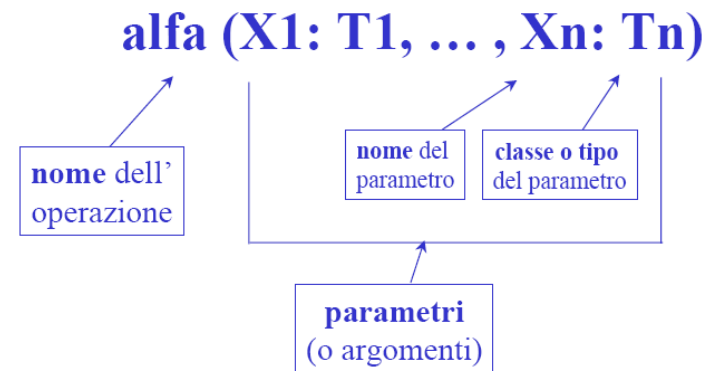 alfa (X1: T1, … , Xn: Tn)
nome dell’
operazione
nome del
parametro
classe o tipo
del parametro
parametri
(o argomenti)